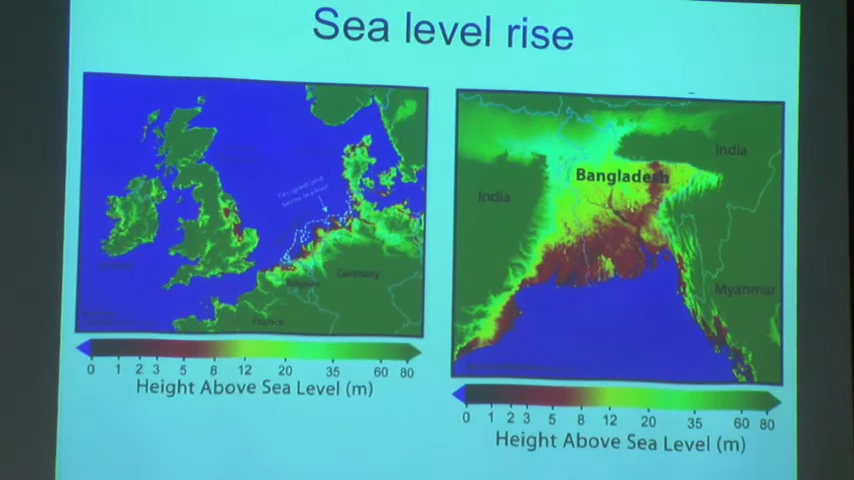 Sea level rise
Germany
Belgium
France
0 1 2 3 5 8 12 20 35 60 80
Height Above Sea Level (m)
India
Bangladesh
India
Myanmar
0 1 2 3 5 8 12 20 35 60 80
Height Above Sea Level (m)